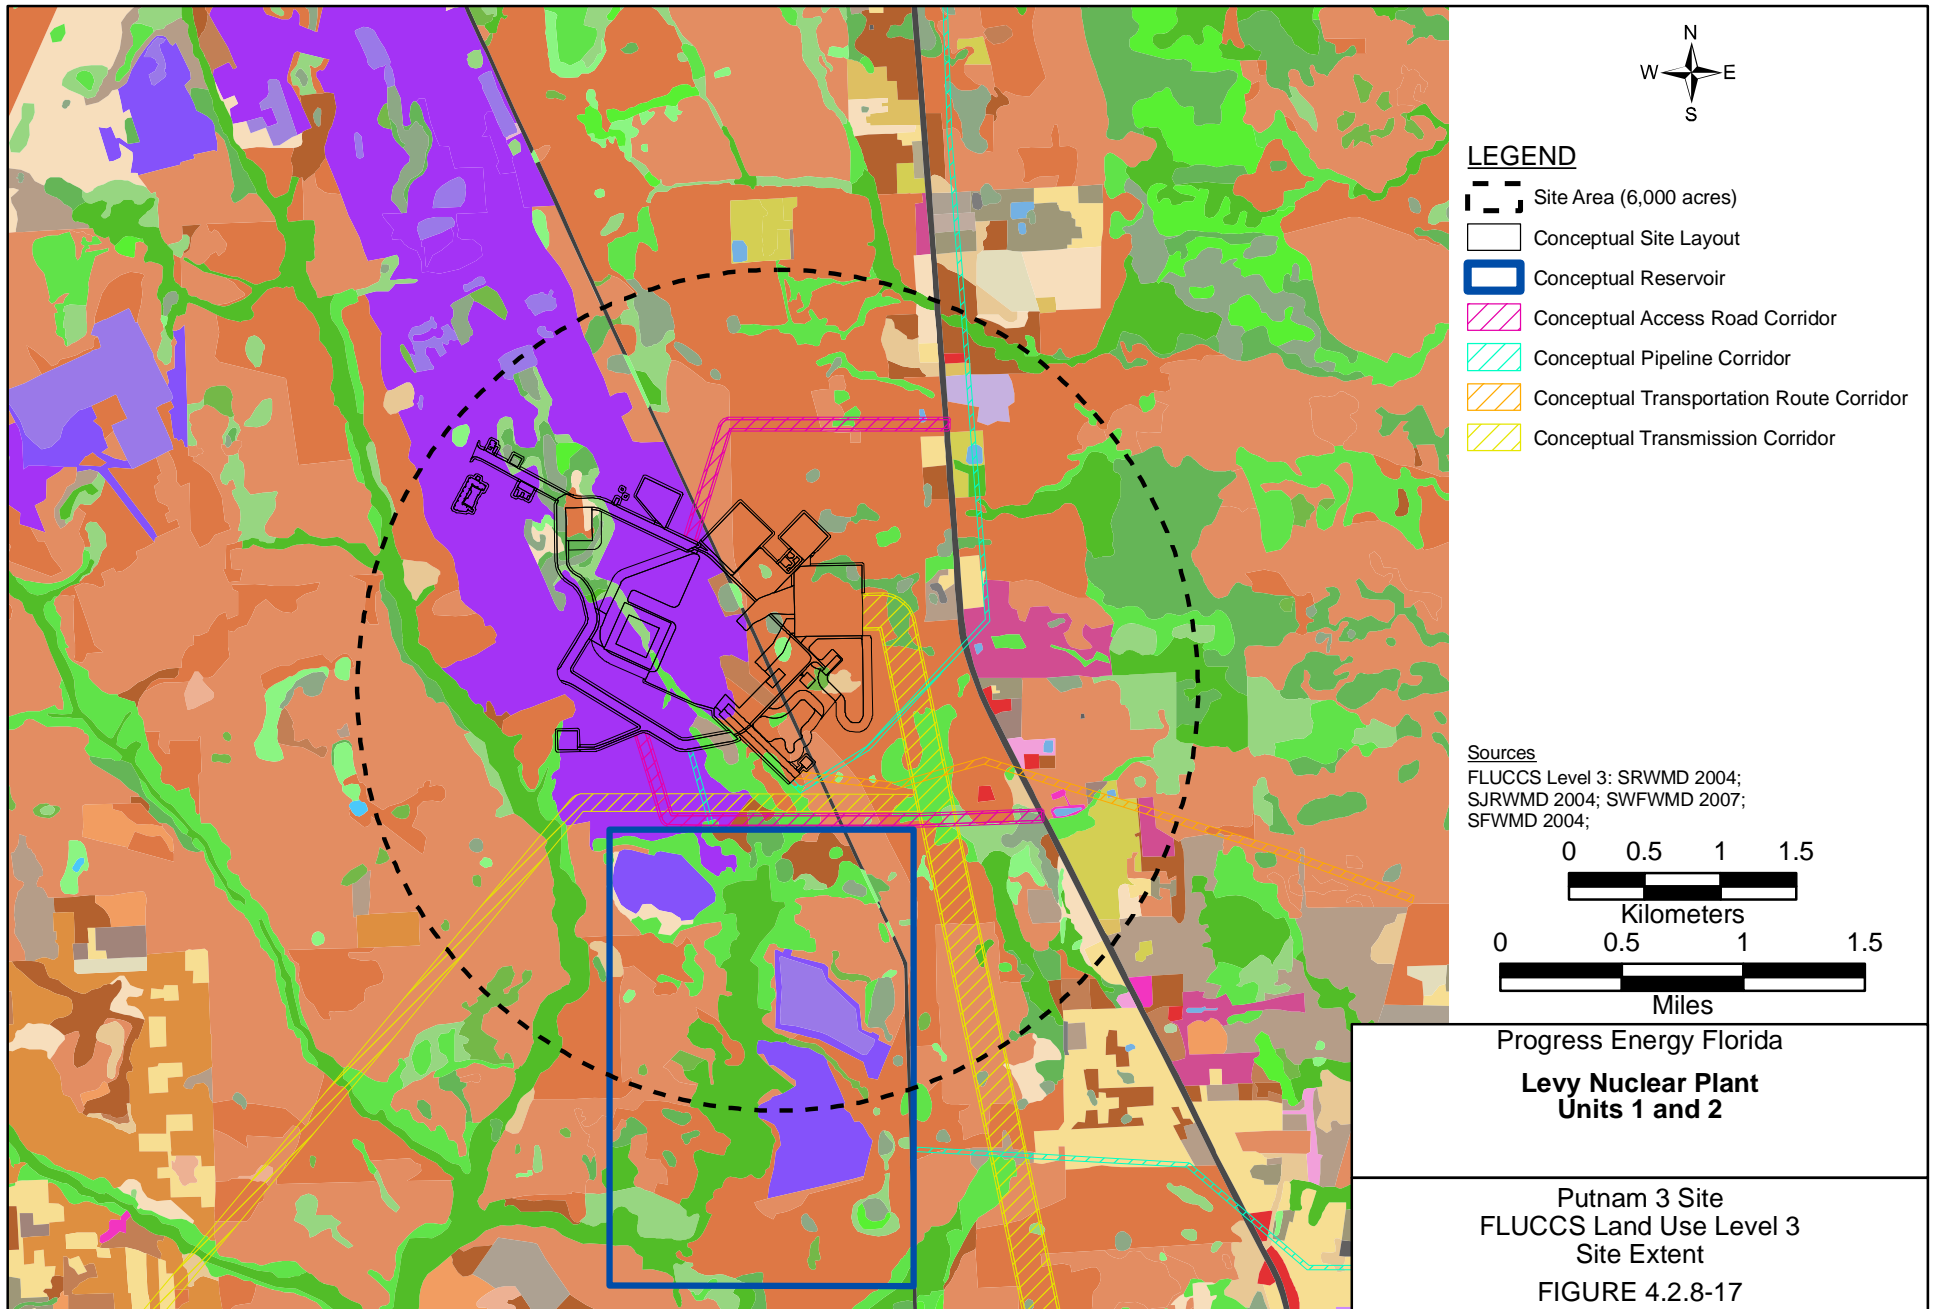 N
W E
S
LEGEND
Site Area (6,000 acres)
Conceptual Site Layout
Conceptual Reservoir
Conceptual Access Road Corridor
Conceptual Pipeline Corridor
Conceptual Transportation Route Corridor
Conceptual Transmission Corridor
Sources
FLUCCS Level 3: SRWMD 2004;
SJRWMD 2004; SWFWMD 2007;
SFWMD 2004;
0 0.5 1 1.5
Kilometers
0 0.5 1 1.5
Miles
Progress Energy Florida
Levy Nuclear Plant
Units 1 and 2
Putnam 3 Site
FLUCCS Land Use Level 3
Site Extent
FIGURE 4.2.8-17